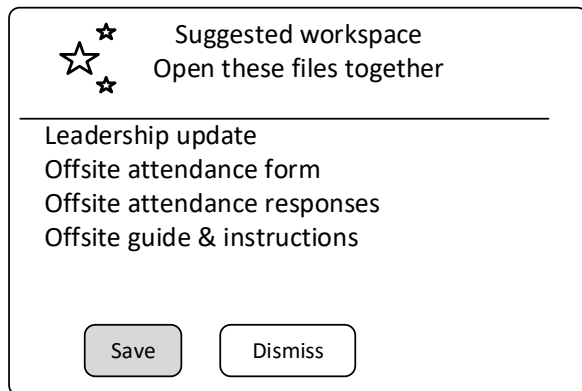 Suggested workspace
Open these files together
Leadership update
Offsite attendance form
Offsite attendance responses
Offsite guide & instructions
Save
Dismiss